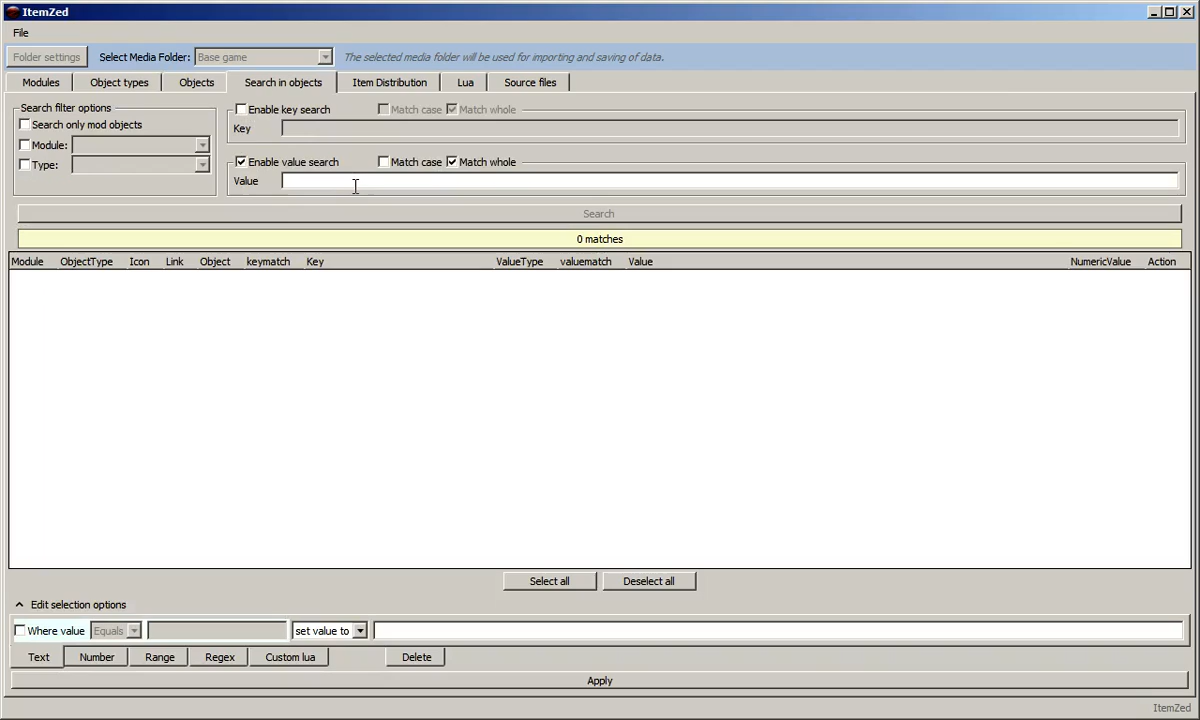 ItemZed
File
Folder settings Select Media Folder: Base game The selected media folder will be used for importing and saving of data.
Modules Object types Objects Search in objects Item Distribution Lua Source files
Search filter options
Search only mod objects
Module:
Type:
Enable key search Match case Match whole
Key
Enable value search Match case Match whole
Value
Search
0 matches
Module ObjectType Icon Link Object keymatch Key ValueType valuematch Value NumericValue Action
Select all Deselect all
Edit selection options
Where value Equals set value to
Text Number Range Regex Custom lua Delete
Apply
ItemZed